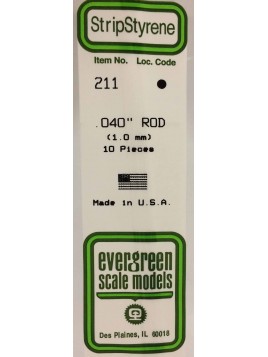 StripStyrene
Item No. Loc. Code
211
.040" ROD
(1.0 mm)
10 Pieces
Made in U.S.A.
evergreen
scale models
Des Plaines, IL 60018